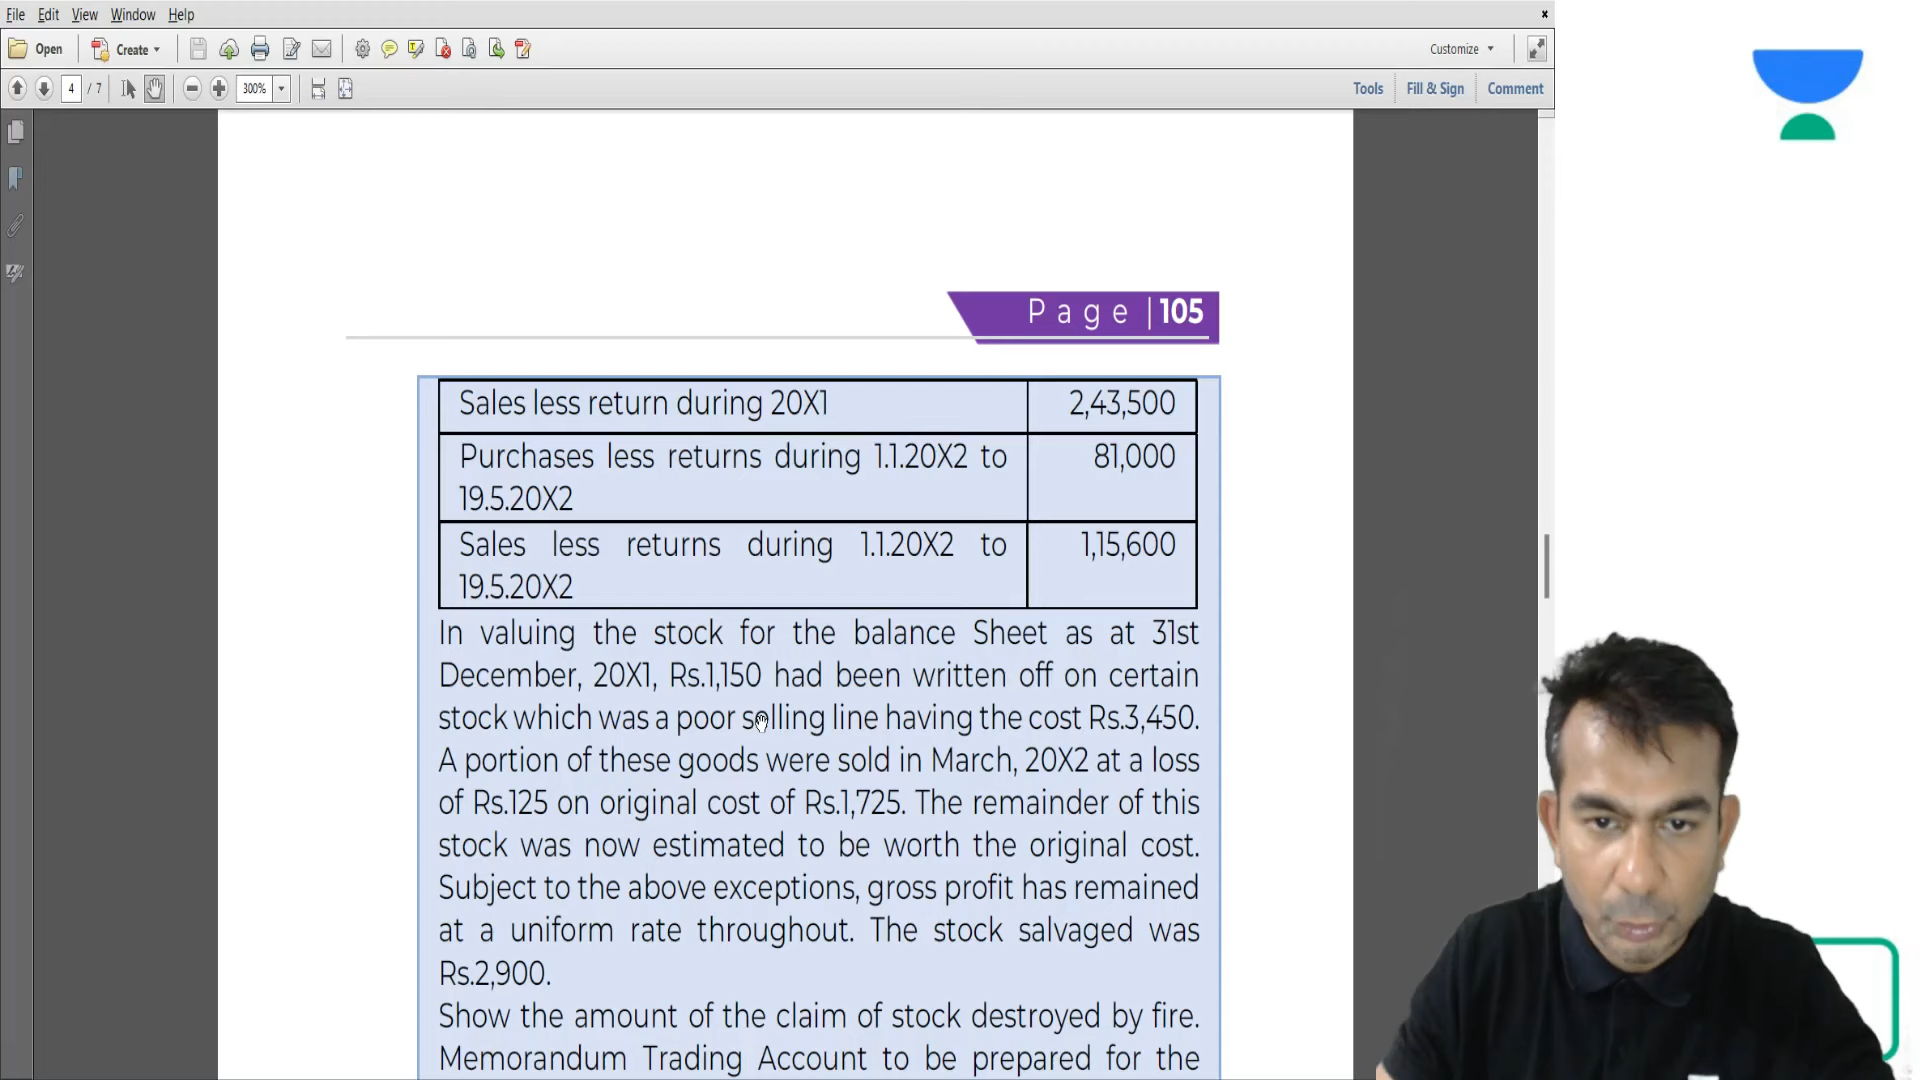 File Edit View Window Help
Open Create Customize
4 / 7 300% Tools Fill & Sign Comment
Page |105
Sales less return during 20X1 2,43,500
Purchases less returns during 1.1.20X2 to 81,000
19.5.20X2
Sales less returns during 1.1.20X2 to 1,15,600
19.5.20X2
In valuing the stock for the balance Sheet as at 31st
December, 20X1, Rs.1,150 had been written off on certain
stock which was a poor selling line having the cost Rs.3,450.
A portion of these goods were sold in March, 20X2 at a loss
of Rs.125 on original cost of Rs.1,725. The remainder of this
stock was now estimated to be worth the original cost.
Subject to the above exceptions, gross profit has remained
at a uniform rate throughout. The stock salvaged was
Rs.2,900.
Show the amount of the claim of stock destroyed by fire.
Memorandum Trading Account to be prepared for the